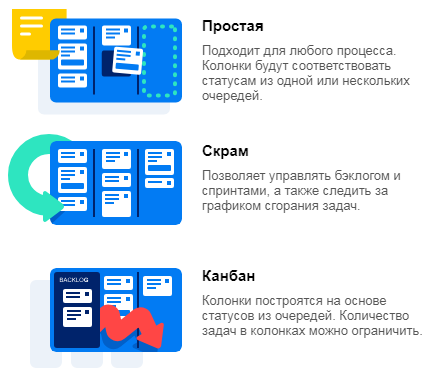 Простая
Подходит для любого процесса.
Колонки будут соответствовать
статусам из одной или нескольких
очередей.
Скрам
Позволяет управлять бэклогом и
спринтами, а также следить за
графиком сгорания задач.
Канбан
BACKLOG
Колонки построятся на основе
статусов из очередей. Количество
задач в колонках можно ограничить.